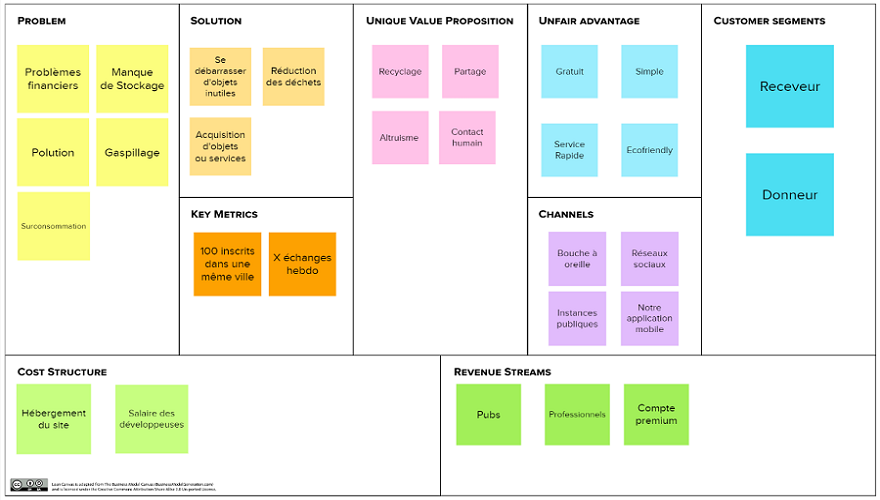 PROBLEM
Problèmes
financiers
Manque
de Stockage
Polution
Gaspillage
Surconsommation
SOLUTION
Se
débarrasser
d'objets
inutiles
Réduction
des déchets
Acquisition
d'objets
ou services
KEY METRICS
100 inscrits
dans une
même ville
X échanges
hebdo
UNIQUE VALUE PROPOSITION
Recyclage
Partage
Altruisme
Contact
humain
UNFAIR ADVANTAGE
Gratuit
Simple
Service
Rapide
Ecofriendly
CHANNELS
Bouche à
oreille
Réseaux
sociaux
Instances
publiques
Notre
application
mobile
CUSTOMER SEGMENTS
Receveur
Donneur
COST STRUCTURE
Hébergement
du site
Salaire des
développeuses
REVENUE STREAMS
Pubs
Professionnels
Compte
premium
Lean Canvas is adapted from The Business Model Canvas (BusinessModelGeneration.com)
and is licensed under the Creative Commons Attribution-Share Alike 3.0 Un-ported License.